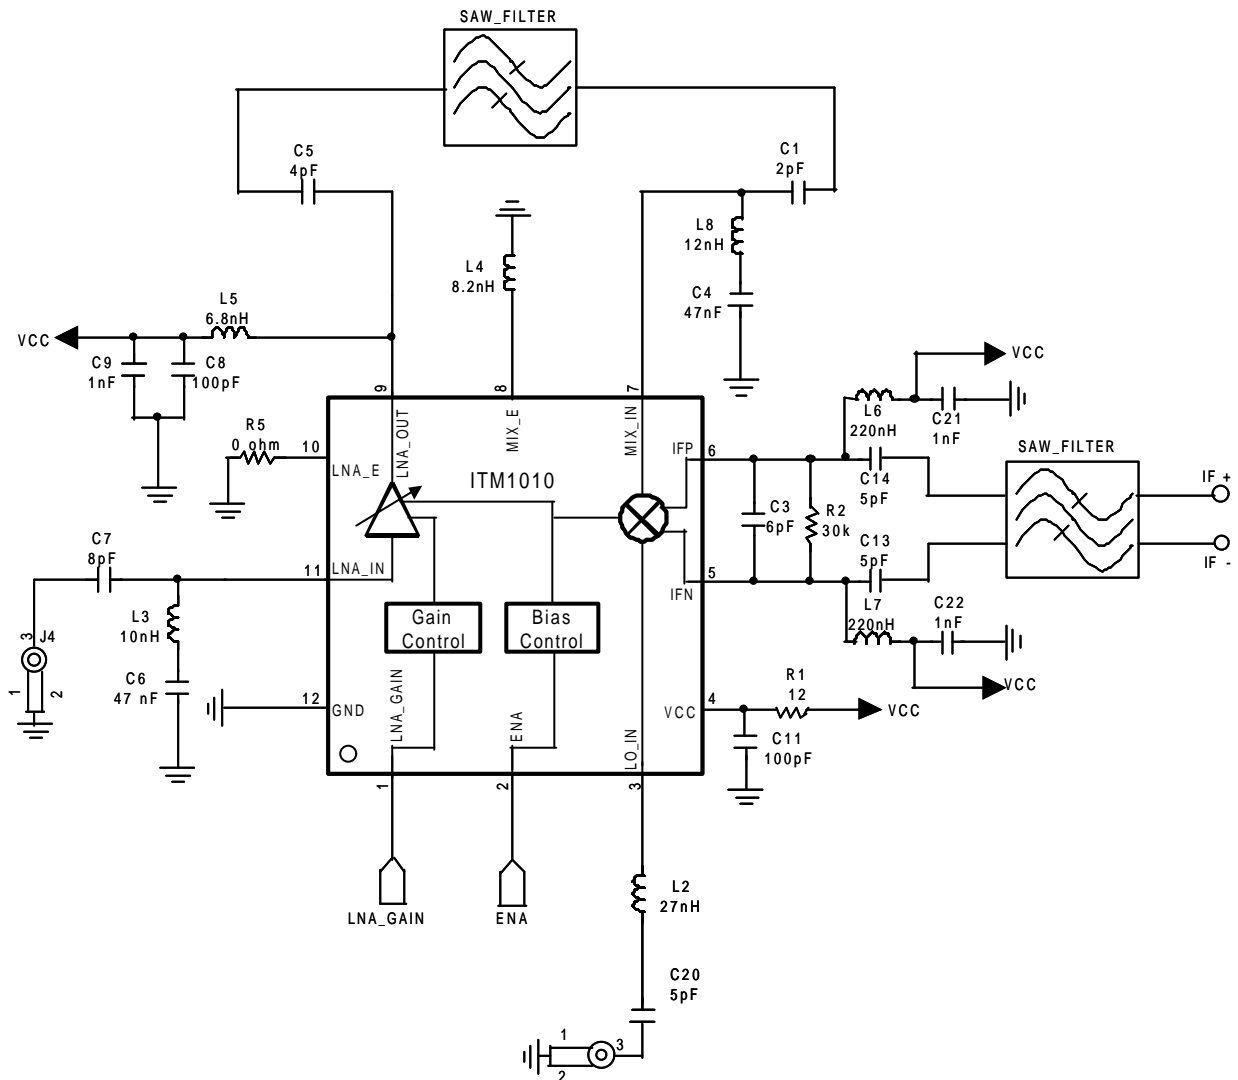 SAW_FILTER
C5
4pF
C1
2pF
L8
12nH
L4
8.2nH
C4
47nF
L5
6.8nH
VCC
C9
1nF
C8
100pF
VCC
9
8
7
L6
220nH
C21
1nF
R5
0 ohm
10
LNA_E
LNA_OUT
MIX_E
MIX_IN
ITM1010
IFP
6
C14
5pF
SAW_FILTER
IF +
C3
6pF
R2
30k
C13
5pF
IF -
C7
8pF
11
LNA_IN
5
IFN
L7
220nH
C22
1nF
L3
10nH
Gain
Control
Bias
Control
3
J4
1
2
C6
47 nF
12
GND
LNA_GAIN
ENA
LO_IN
VCC
4
R1
12
VCC
VCC
C11
100pF
1
2
3
LNA_GAIN
ENA
L2
27nH
C20
5pF
1
3
2